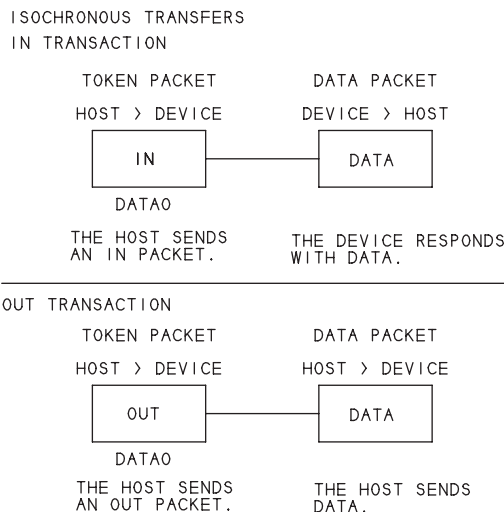 ISOCHRONOUS TRANSFERS
IN TRANSACTION
TOKEN PACKET
DATA PACKET
HOST > DEVICE
DEVICE > HOST
IN
DATA
DATA0
THE HOST SENDS
AN IN PACKET.
THE DEVICE RESPONDS
WITH DATA.
OUT TRANSACTION
TOKEN PACKET
DATA PACKET
HOST > DEVICE
HOST > DEVICE
OUT
DATA
DATA0
THE HOST SENDS
AN OUT PACKET.
THE HOST SENDS
DATA.